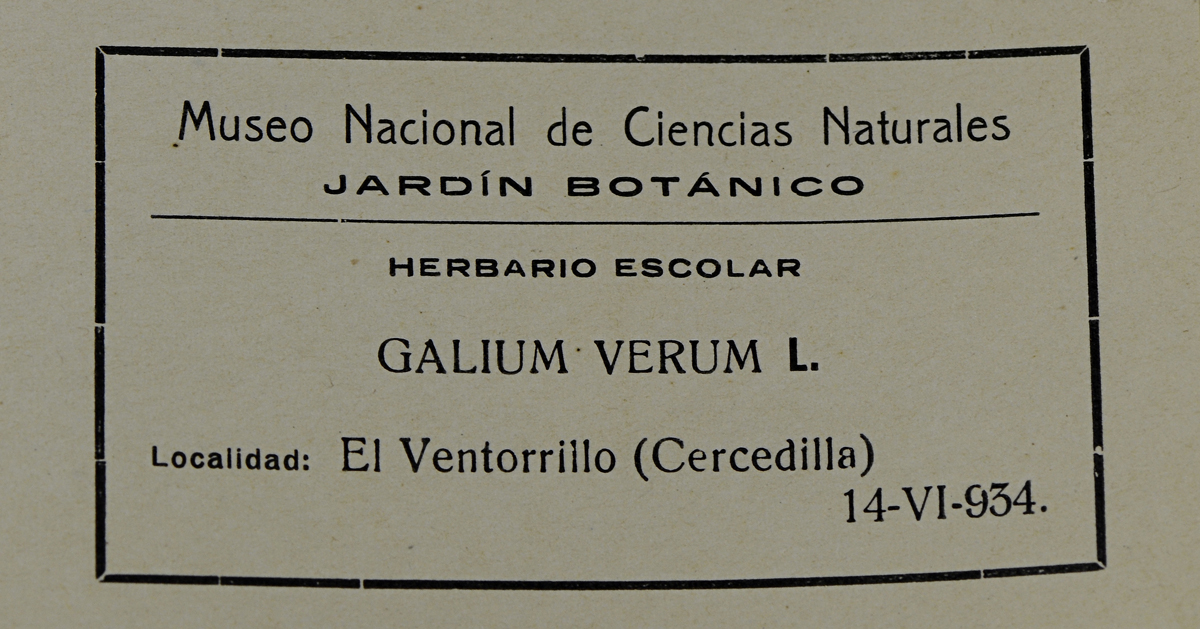 Museo Nacional de Ciencias Naturales
JARDÍN BOTÁNICO
HERBARIO ESCOLAR
GALIUM VERUM L.
Localidad: El Ventorrillo (Cercedilla)
14-VI-934.